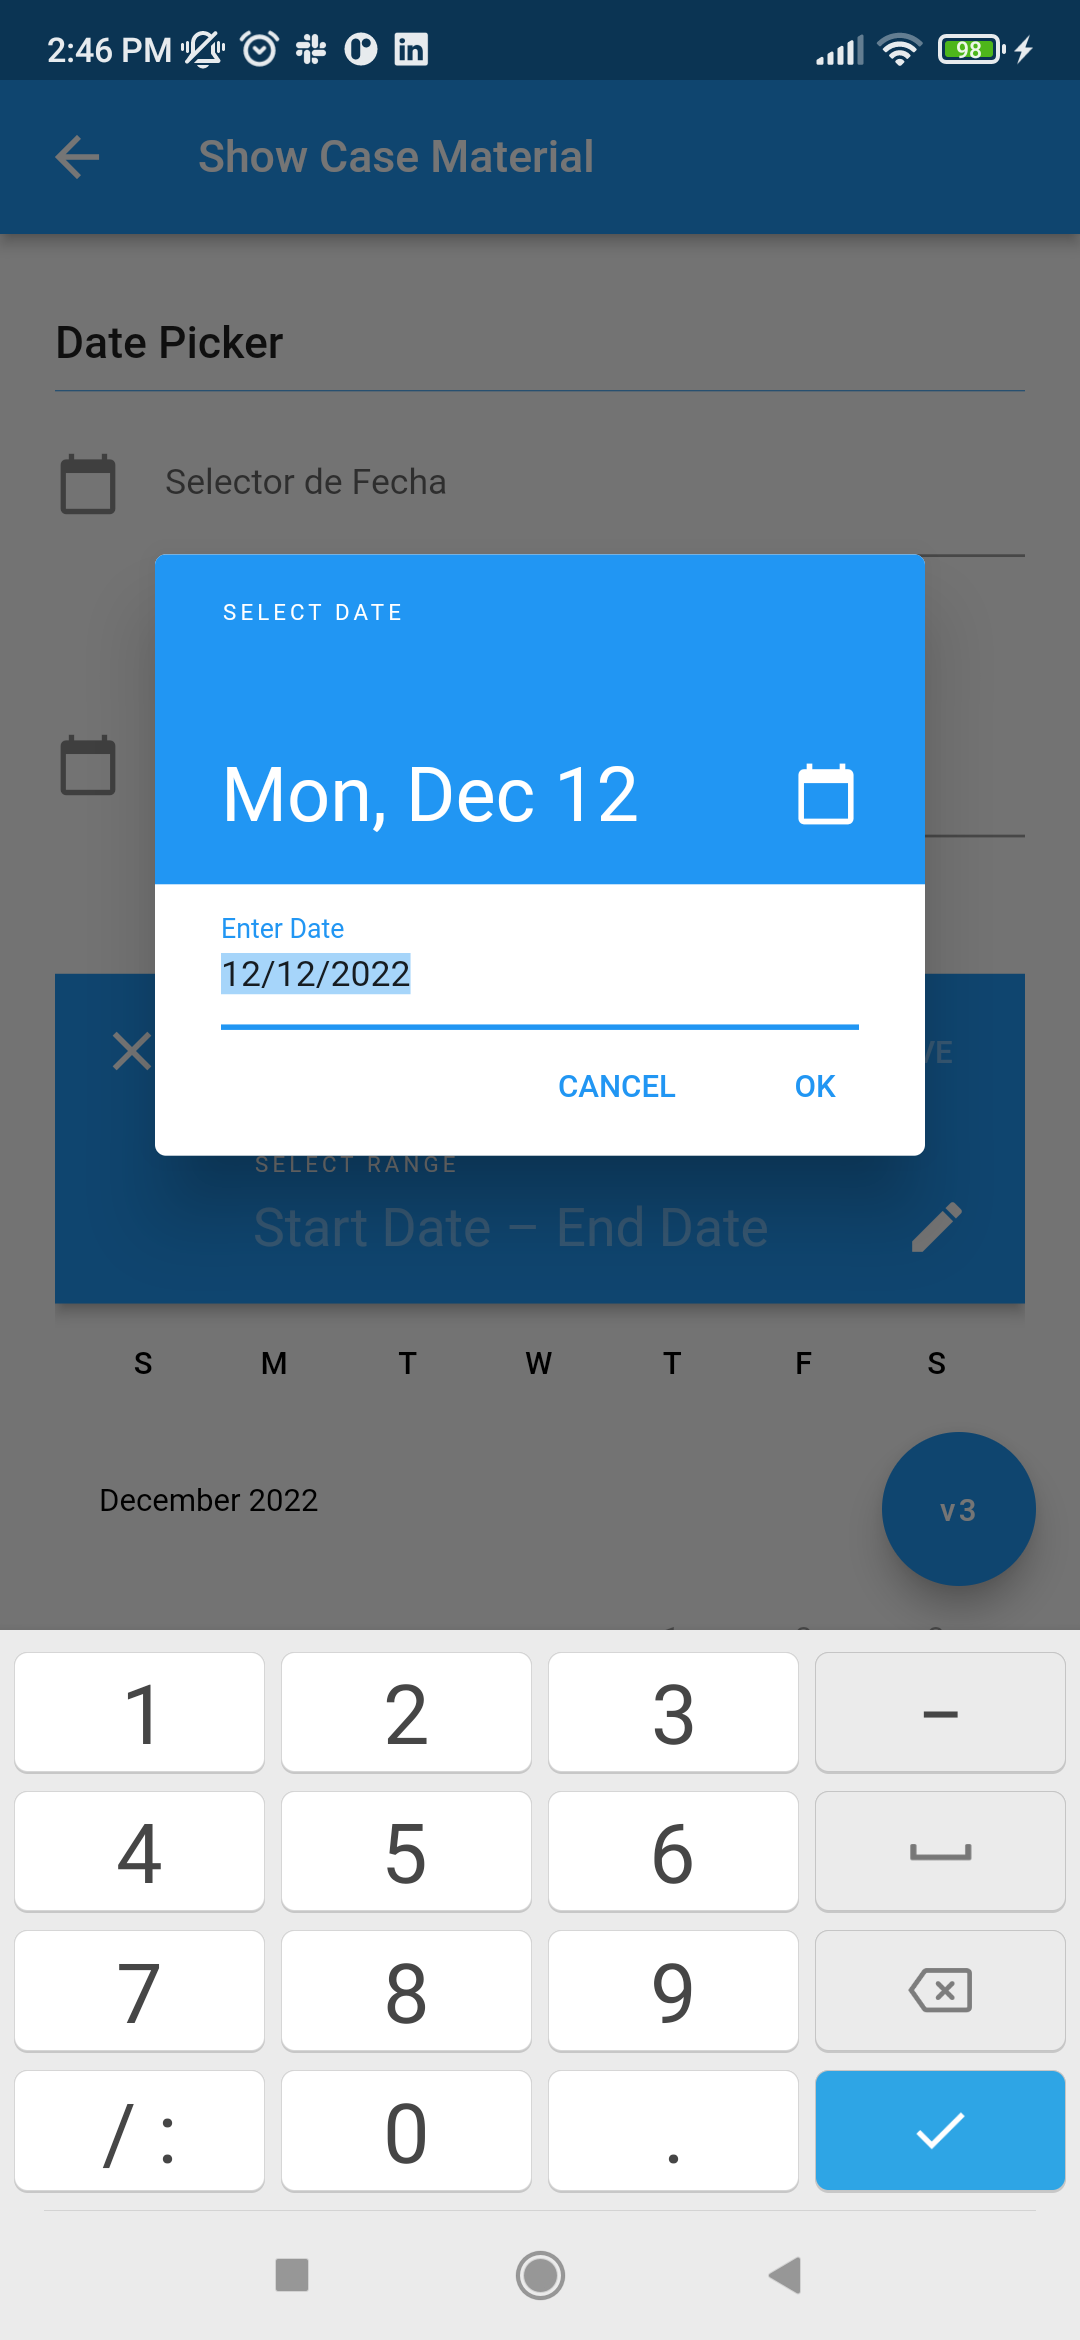 2:46 PM
98
Show Case Material
Date Picker
Selector de Fecha
SELECT DATE
Mon, Dec 12
Enter Date
12/12/2022
CANCEL OK
SELECT RANGE
Start Date – End Date
S M T W T F S
December 2022
v3
1 2 3 –
4 5 6
7 8 9
/ : 0 .